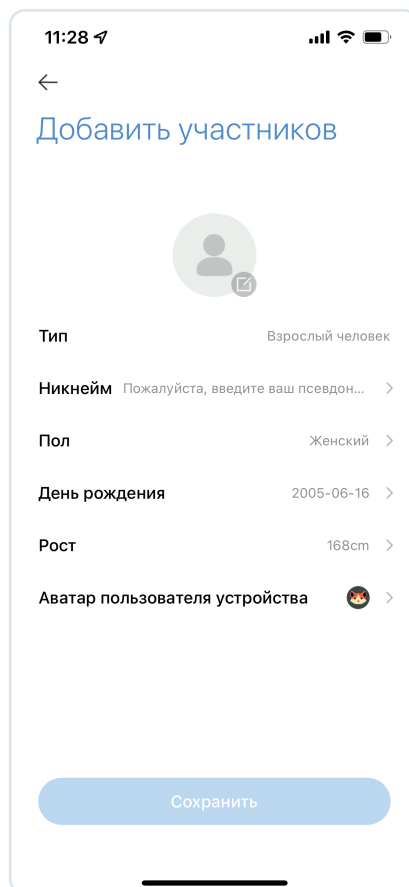 11:28
Добавить участников
Тип Взрослый человек
Никнейм Пожалуйста, введите ваш псевдон...
Пол Женский
День рождения 2005-06-16
Рост 168cm
Аватар пользователя устройства
Сохранить